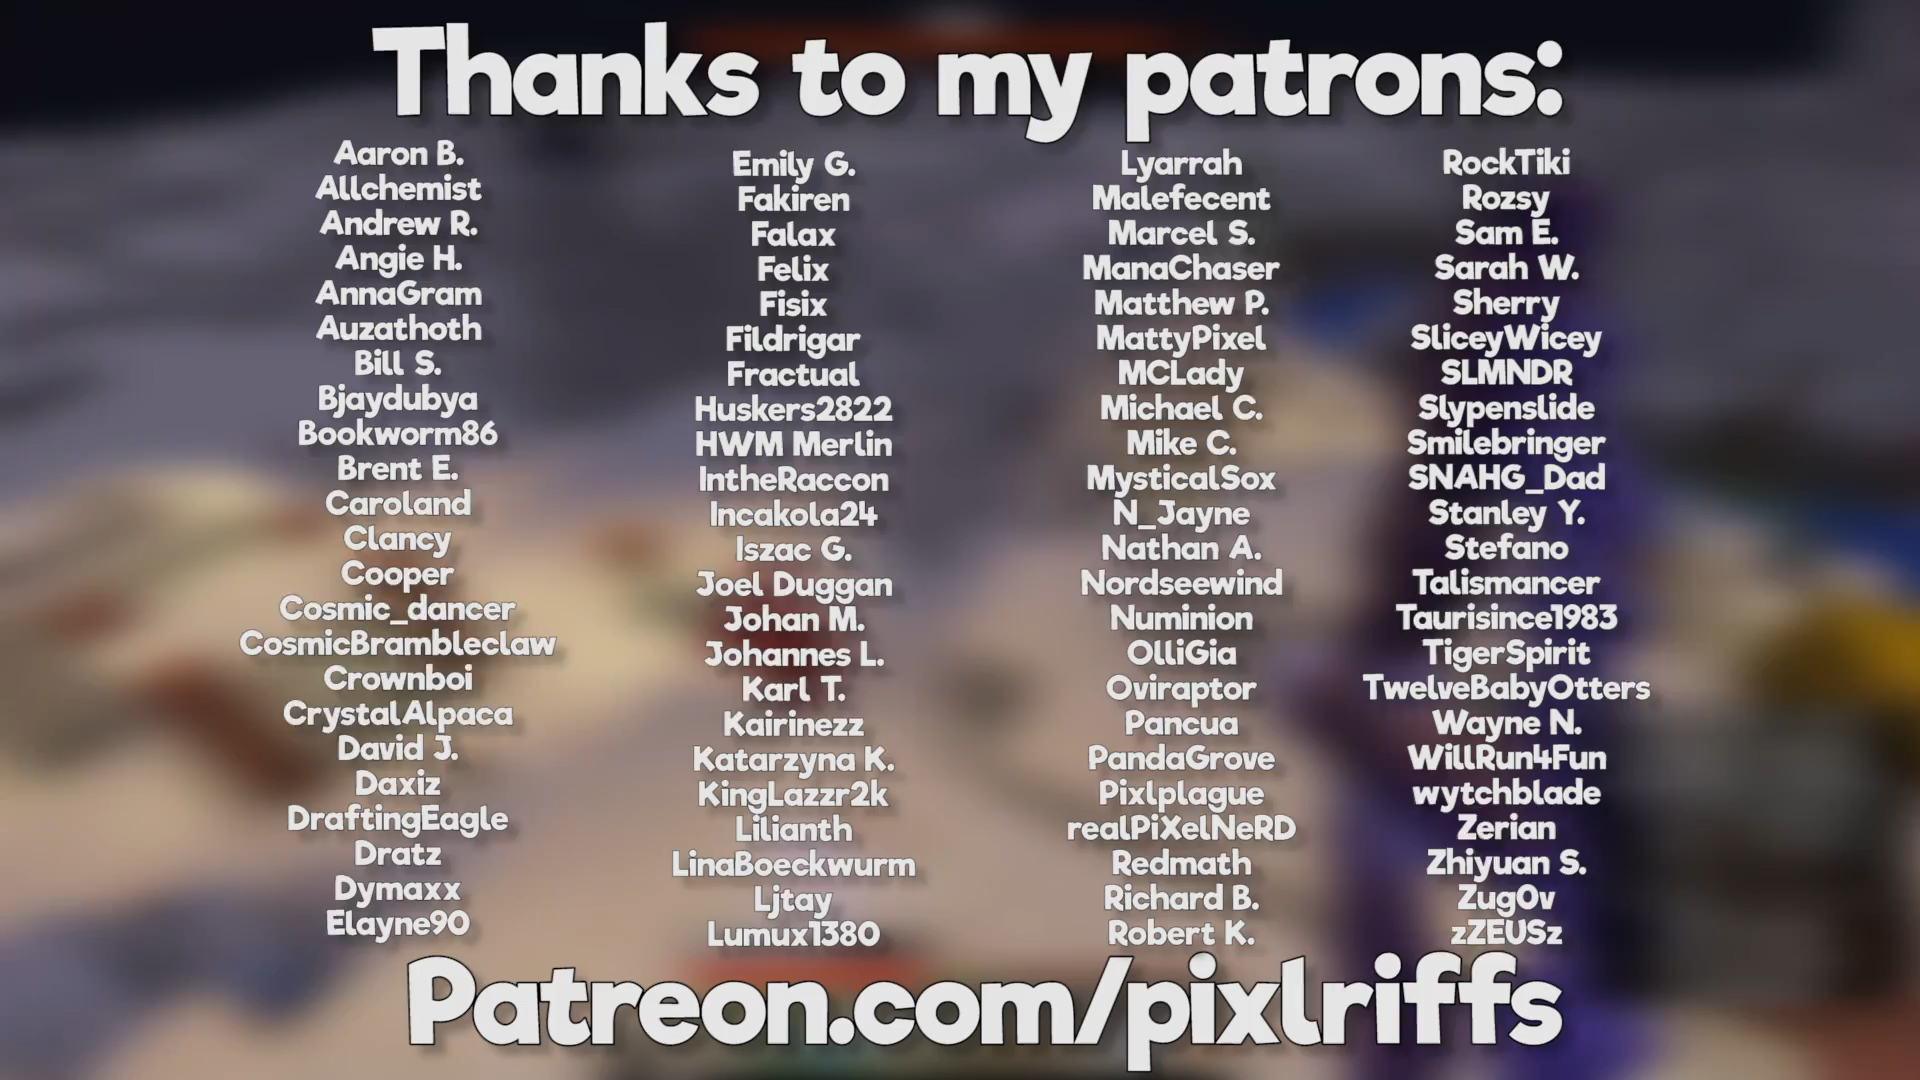 Thanks to my patrons:
Aaron B.
Allchemist
Andrew R.
Angie H.
AnnaGram
Auzathoth
Bill S.
Bjaydubya
Bookworm86
Brent E.
Caroland
Clancy
Cooper
Cosmic_dancer
CosmicBrambleclaw
Crownboi
CrystalAlpaca
David J.
Daxiz
DraftingEagle
Dratz
Dymaxx
Elayne90
Emily G.
Fakiren
Falax
Felix
Fisix
Fildrigar
Fractual
Huskers2822
HWM Merlin
IntheRaccon
Incakola24
Iszac G.
Joel Duggan
Johan M.
Johannes L.
Karl T.
Kairinezz
Katarzyna K.
KingLazzr2k
Lilianth
LinaBoeckwurm
Ljtay
Lumux1380
Lyarrah
Malefecent
Marcel S.
ManaChaser
Matthew P.
MattyPixel
MCLady
Michael C.
Mike C.
MysticalSox
N_Jayne
Nathan A.
Nordseewind
Numinion
OlliGia
Oviraptor
Pancua
PandaGrove
Pixlplague
realPiXelNeRD
Redmath
Richard B.
Robert K.
RockTiki
Rozsy
Sam E.
Sarah W.
Sherry
SliceyWicey
SLMNDR
Slypenslide
Smilebringer
SNAHG_Dad
Stanley Y.
Stefano
Talismancer
Taurisince1983
TigerSpirit
TwelveBabyOtters
Wayne N.
WillRun4Fun
wytchblade
Zerian
Zhiyuan S.
Zug0v
zZEUSz
Patreon.com/pixlriffs